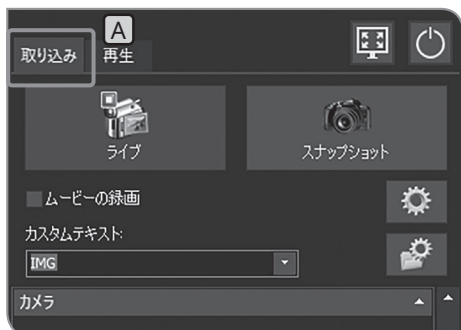 A
取り込み 再生
ライブ スナップショット
ムービーの録画
カスタムテキスト:
IMG
カメラ